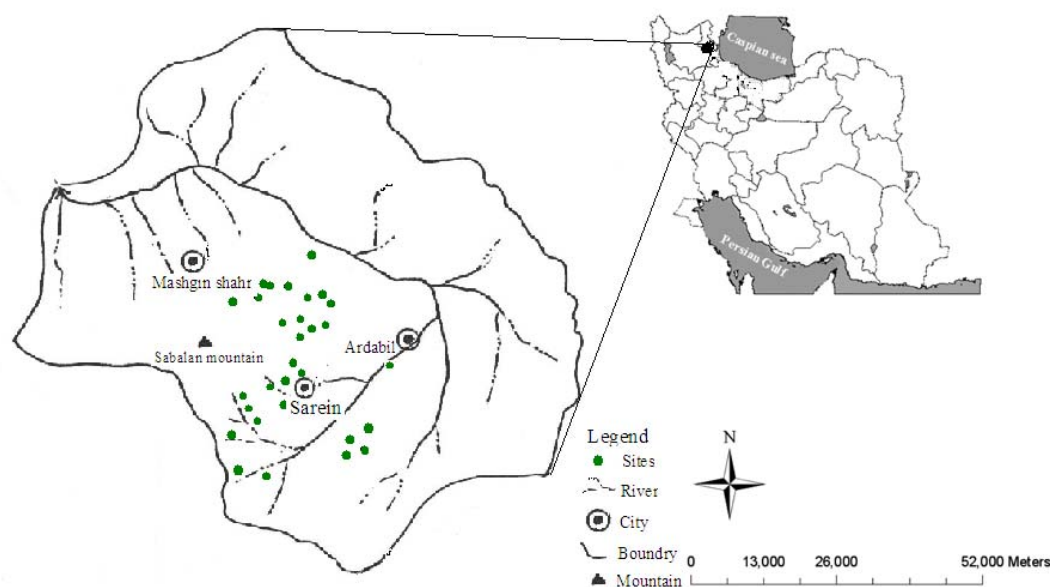 Caspian sea
Persian Gulf
Mashgin shahr
Sabalan mountain
Ardabil
Sarein
Legend
Sites
River
City
Boundry
Mountain
N
0 13,000 26,000 52,000 Meters